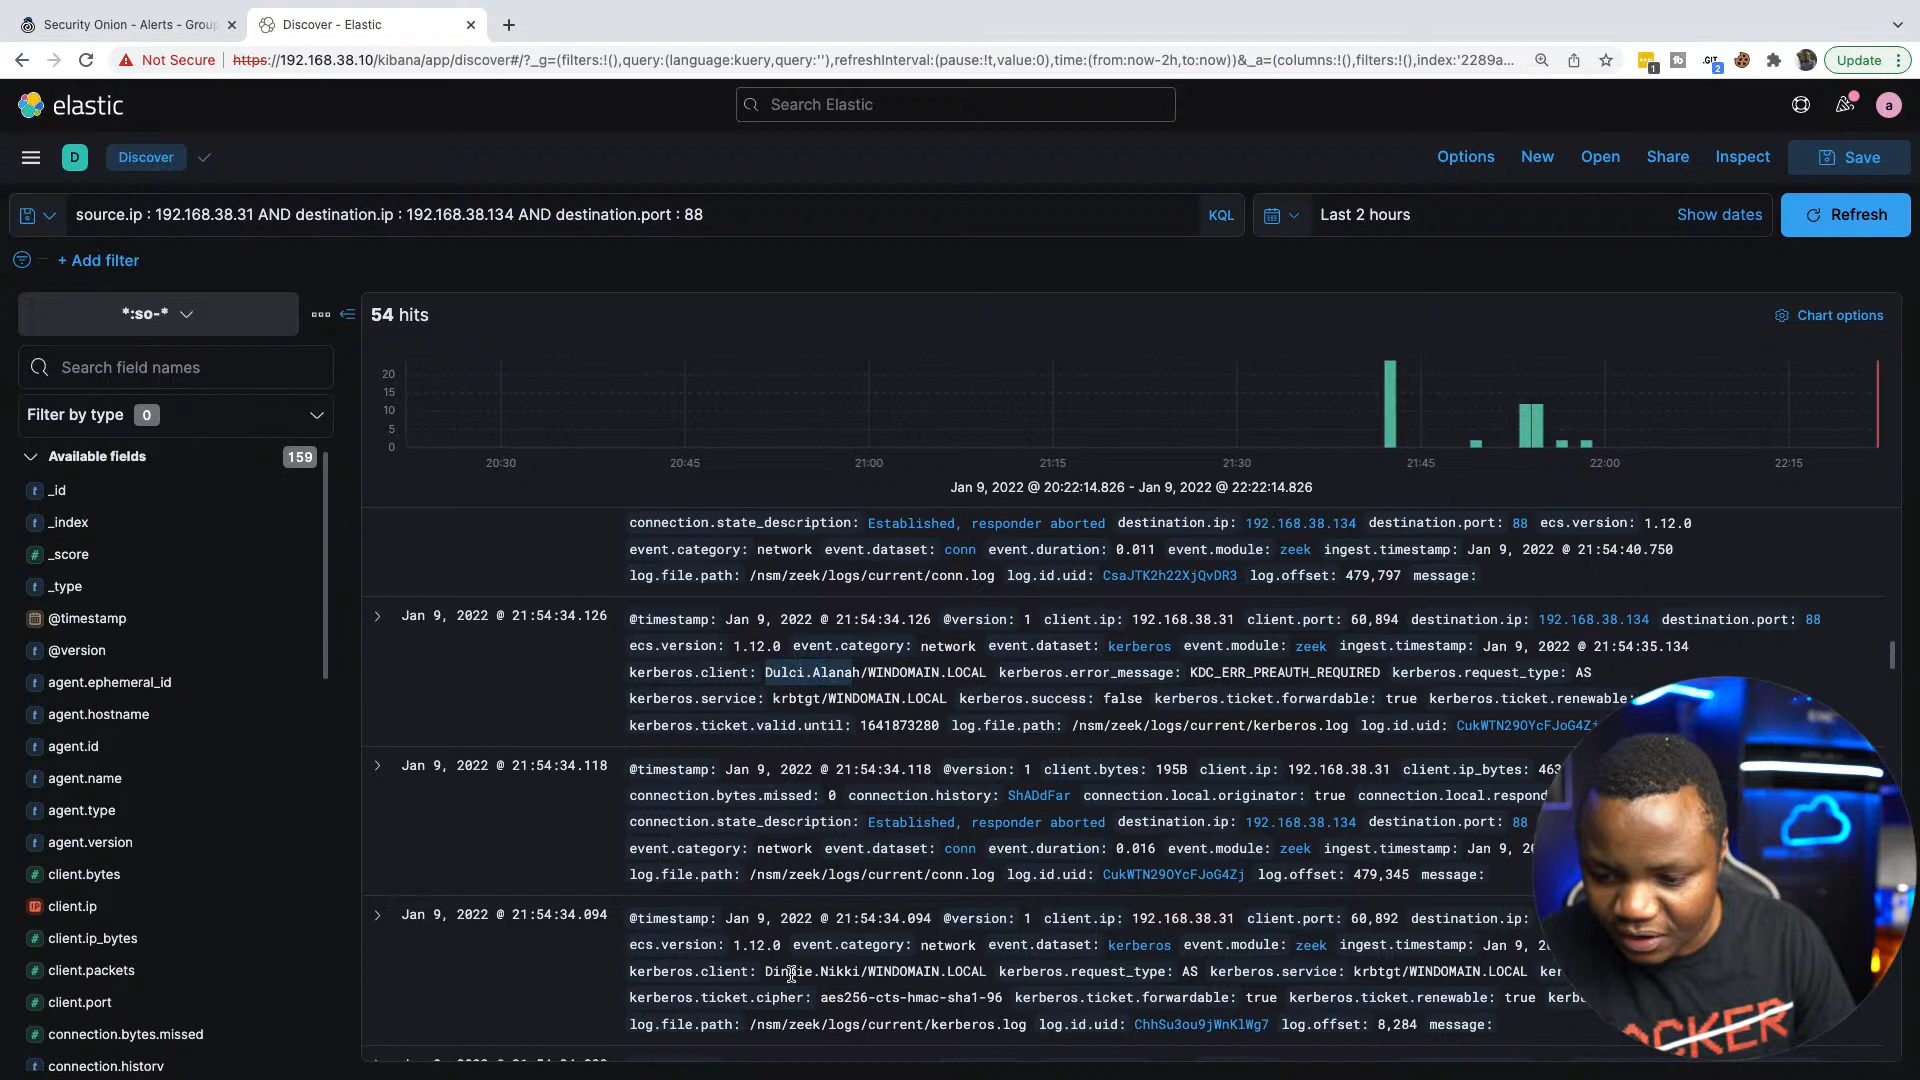 Security Onion - Alerts - Group
Discover - Elastic
Not Secure https://192.168.38.10/kibana/app/discover#/?_g=(filters:!(),query:(language:kuery,query:''),refreshInterval:(pause:!t,value:0),time:(from:now-2h,to:now))&_a=(columns:!(),filters:!(),index:'2289a...
1
2
Update
elastic
Search Elastic
a
D
Discover
Options
New
Open
Share
Inspect
Save
source.ip : 192.168.38.31 AND destination.ip : 192.168.38.134 AND destination.port : 88
KQL
Last 2 hours
Show dates
Refresh
+ Add filter
*:so-*
54 hits
Chart options
Search field names
Filter by type 0
Available fields 159
t _id
t _index
# _score
t _type
@timestamp
t @version
t agent.ephemeral_id
t agent.hostname
t agent.id
t agent.name
t agent.type
t agent.version
# client.bytes
IP client.ip
# client.ip_bytes
# client.packets
# client.port
# connection.bytes.missed
t connection.history
20
15
10
5
0
20:30 20:45 21:00 21:15 21:30 21:45 22:00 22:15
Jan 9, 2022 @ 20:22:14.826 - Jan 9, 2022 @ 22:22:14.826
connection.state_description: Established, responder aborted destination.ip: 192.168.38.134 destination.port: 88 ecs.version: 1.12.0
event.category: network event.dataset: conn event.duration: 0.011 event.module: zeek ingest.timestamp: Jan 9, 2022 @ 21:54:40.750
log.file.path: /nsm/zeek/logs/current/conn.log log.id.uid: CsaJTK2h22XjQvDR3 log.offset: 479,797 message:
Jan 9, 2022 @ 21:54:34.126 @timestamp: Jan 9, 2022 @ 21:54:34.126 @version: 1 client.ip: 192.168.38.31 client.port: 60,894 destination.ip: 192.168.38.134 destination.port: 88
ecs.version: 1.12.0 event.category: network event.dataset: kerberos event.module: zeek ingest.timestamp: Jan 9, 2022 @ 21:54:35.134
kerberos.client: Dulci.Alanah/WINDOMAIN.LOCAL kerberos.error_message: KDC_ERR_PREAUTH_REQUIRED kerberos.request_type: AS
kerberos.service: krbtgt/WINDOMAIN.LOCAL kerberos.success: false kerberos.ticket.forwardable: true kerberos.ticket.renewable:
kerberos.ticket.valid.until: 1641873280 log.file.path: /nsm/zeek/logs/current/kerberos.log log.id.uid: CukWTN29OYcFJoG4Zj
Jan 9, 2022 @ 21:54:34.118 @timestamp: Jan 9, 2022 @ 21:54:34.118 @version: 1 client.bytes: 195B client.ip: 192.168.38.31 client.ip_bytes: 463
connection.bytes.missed: 0 connection.history: ShADdFar connection.local.originator: true connection.local.respond
connection.state_description: Established, responder aborted destination.ip: 192.168.38.134 destination.port: 88
event.category: network event.dataset: conn event.duration: 0.016 event.module: zeek ingest.timestamp: Jan 9, 20
log.file.path: /nsm/zeek/logs/current/conn.log log.id.uid: CukWTN29OYcFJoG4Zj log.offset: 479,345 message:
Jan 9, 2022 @ 21:54:34.094 @timestamp: Jan 9, 2022 @ 21:54:34.094 @version: 1 client.ip: 192.168.38.31 client.port: 60,892 destination.ip:
ecs.version: 1.12.0 event.category: network event.dataset: kerberos event.module: zeek ingest.timestamp: Jan 9, 20
kerberos.client: Dinnie.Nikki/WINDOMAIN.LOCAL kerberos.request_type: AS kerberos.service: krbtgt/WINDOMAIN.LOCAL ker
kerberos.ticket.cipher: aes256-cts-hmac-sha1-96 kerberos.ticket.forwardable: true kerberos.ticket.renewable: true kerb
log.file.path: /nsm/zeek/logs/current/kerberos.log log.id.uid: ChhSu3ou9jWnKlWg7 log.offset: 8,284 message: